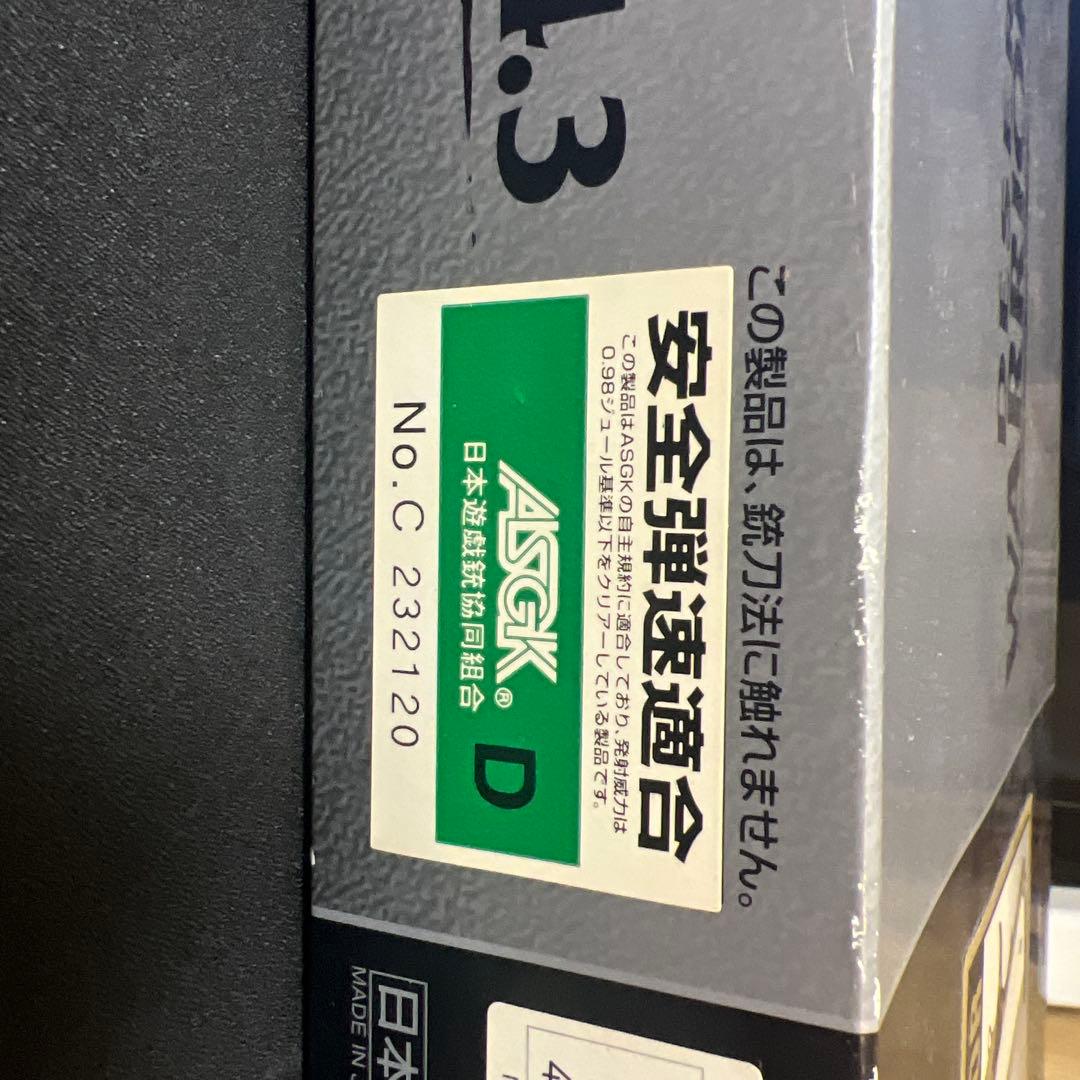 .3
この製品は、銃刀法に触れません。
安全弾速適合
この製品はASGKの自主規約に適合しており、発射威力は
0.98ジュール基準以下をクリアーしている製品です。
ASGK® D
日本遊戯銃協同組合
No.C 232120
日本
MADE IN
4